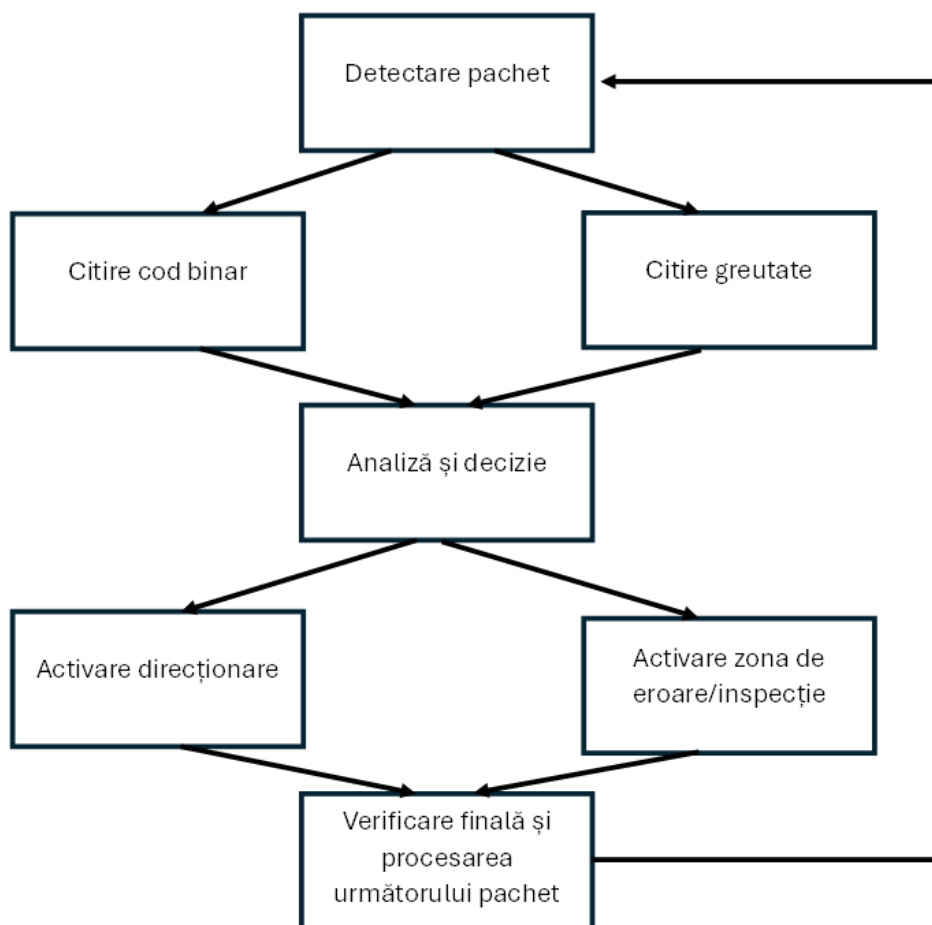 Detectare pachet
Citire cod binar
Citire greutate
Analiză și decizie
Activare direcționare
Activare zona de
eroare/inspecție
Verificare finală și
procesarea
următorului pachet